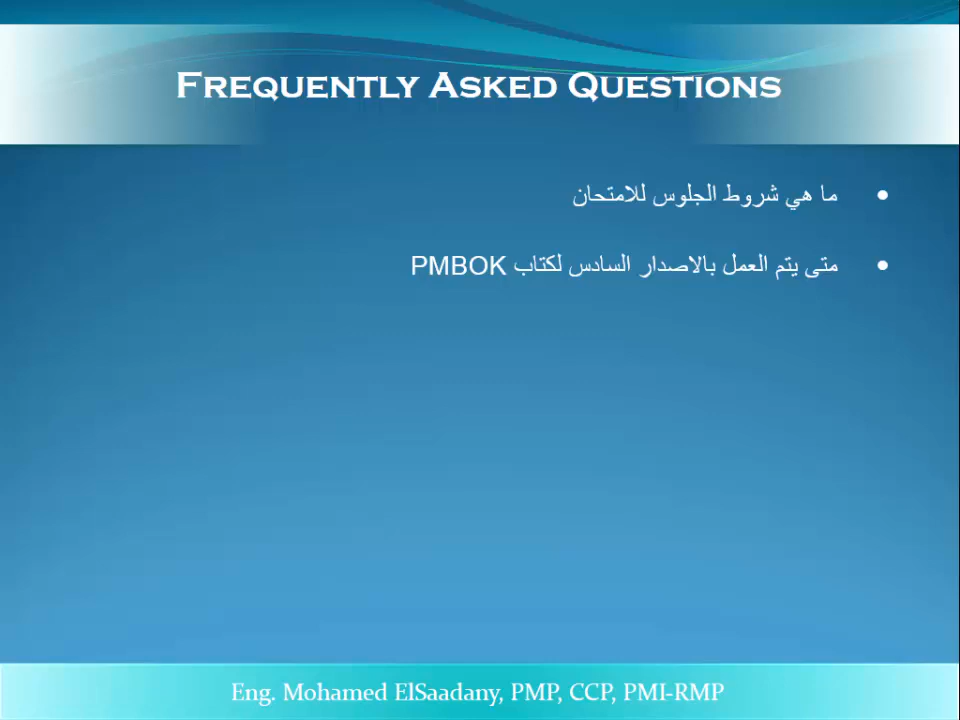 FREQUENTLY ASKED QUESTIONS
• ما هي شروط الجلوس للامتحان
• متى يتم العمل بالاصدار السادس لكتاب PMBOK
Eng. Mohamed ElSaadany, PMP, CCP, PMI-RMP